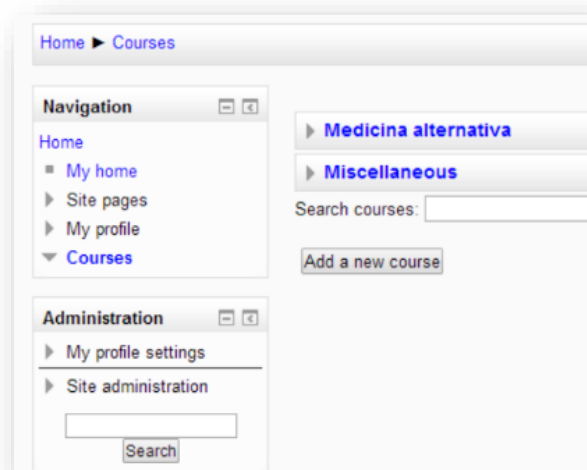 Home ► Courses
Navigation
Home
My home
Site pages
My profile
Courses
Administration
My profile settings
Site administration
Search
Medicina alternativa
Miscellaneous
Search courses:
Add a new course